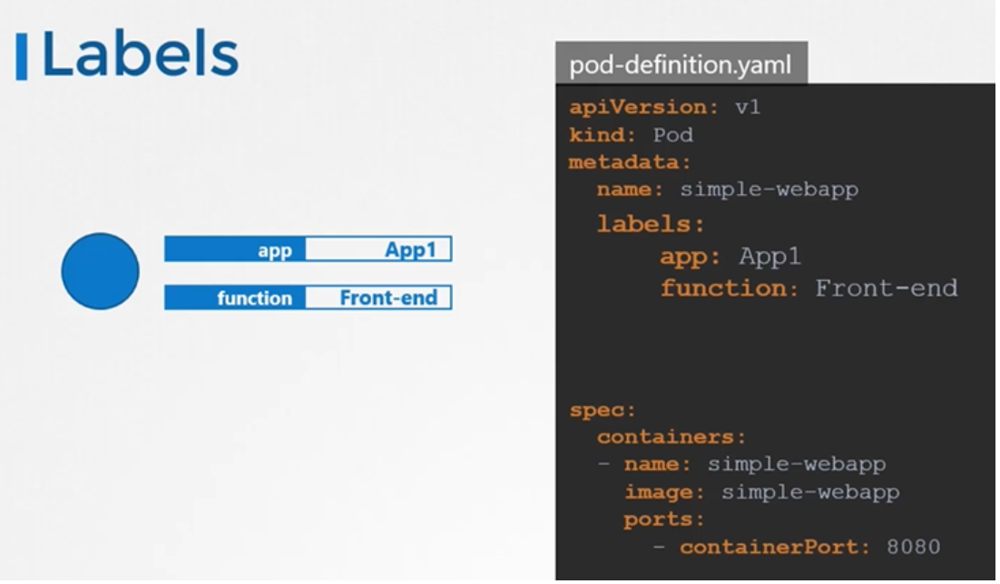 Labels
app App1
function Front-end
pod-definition.yaml
apiVersion: v1
kind: Pod
metadata:
  name: simple-webapp
  labels:
       app: App1
       function: Front-end
spec:
  containers:
  - name: simple-webapp
    image: simple-webapp
    ports:
      - containerPort: 8080